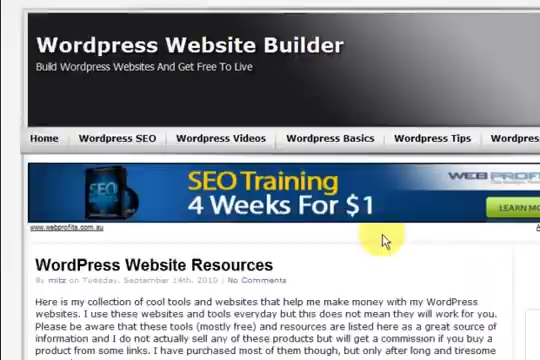 Wordpress Website Builder
Build Wordpress Websites And Get Free To Live
Home Wordpress SEO Wordpress Videos Wordpress Basics Wordpress Tips Wordpress
SEO Training
4 Weeks For $1
WEB PROFI
LEARN MO
www.webprofits.com.au
WordPress Website Resources
By mitz on Tuesday, September 14th, 2010 | No Comments
Here is my collection of cool tools and websites that help me make money with my WordPress
websites. I use these websites and tools everyday but this does not mean they will work for you.
Please be aware that these tools (mostly free) and resources are listed here as a great source of
information and I do not actually sell any of these products but will get a commission if you buy a
product from some links. I have purchased most of them though, but only after long and tiresome